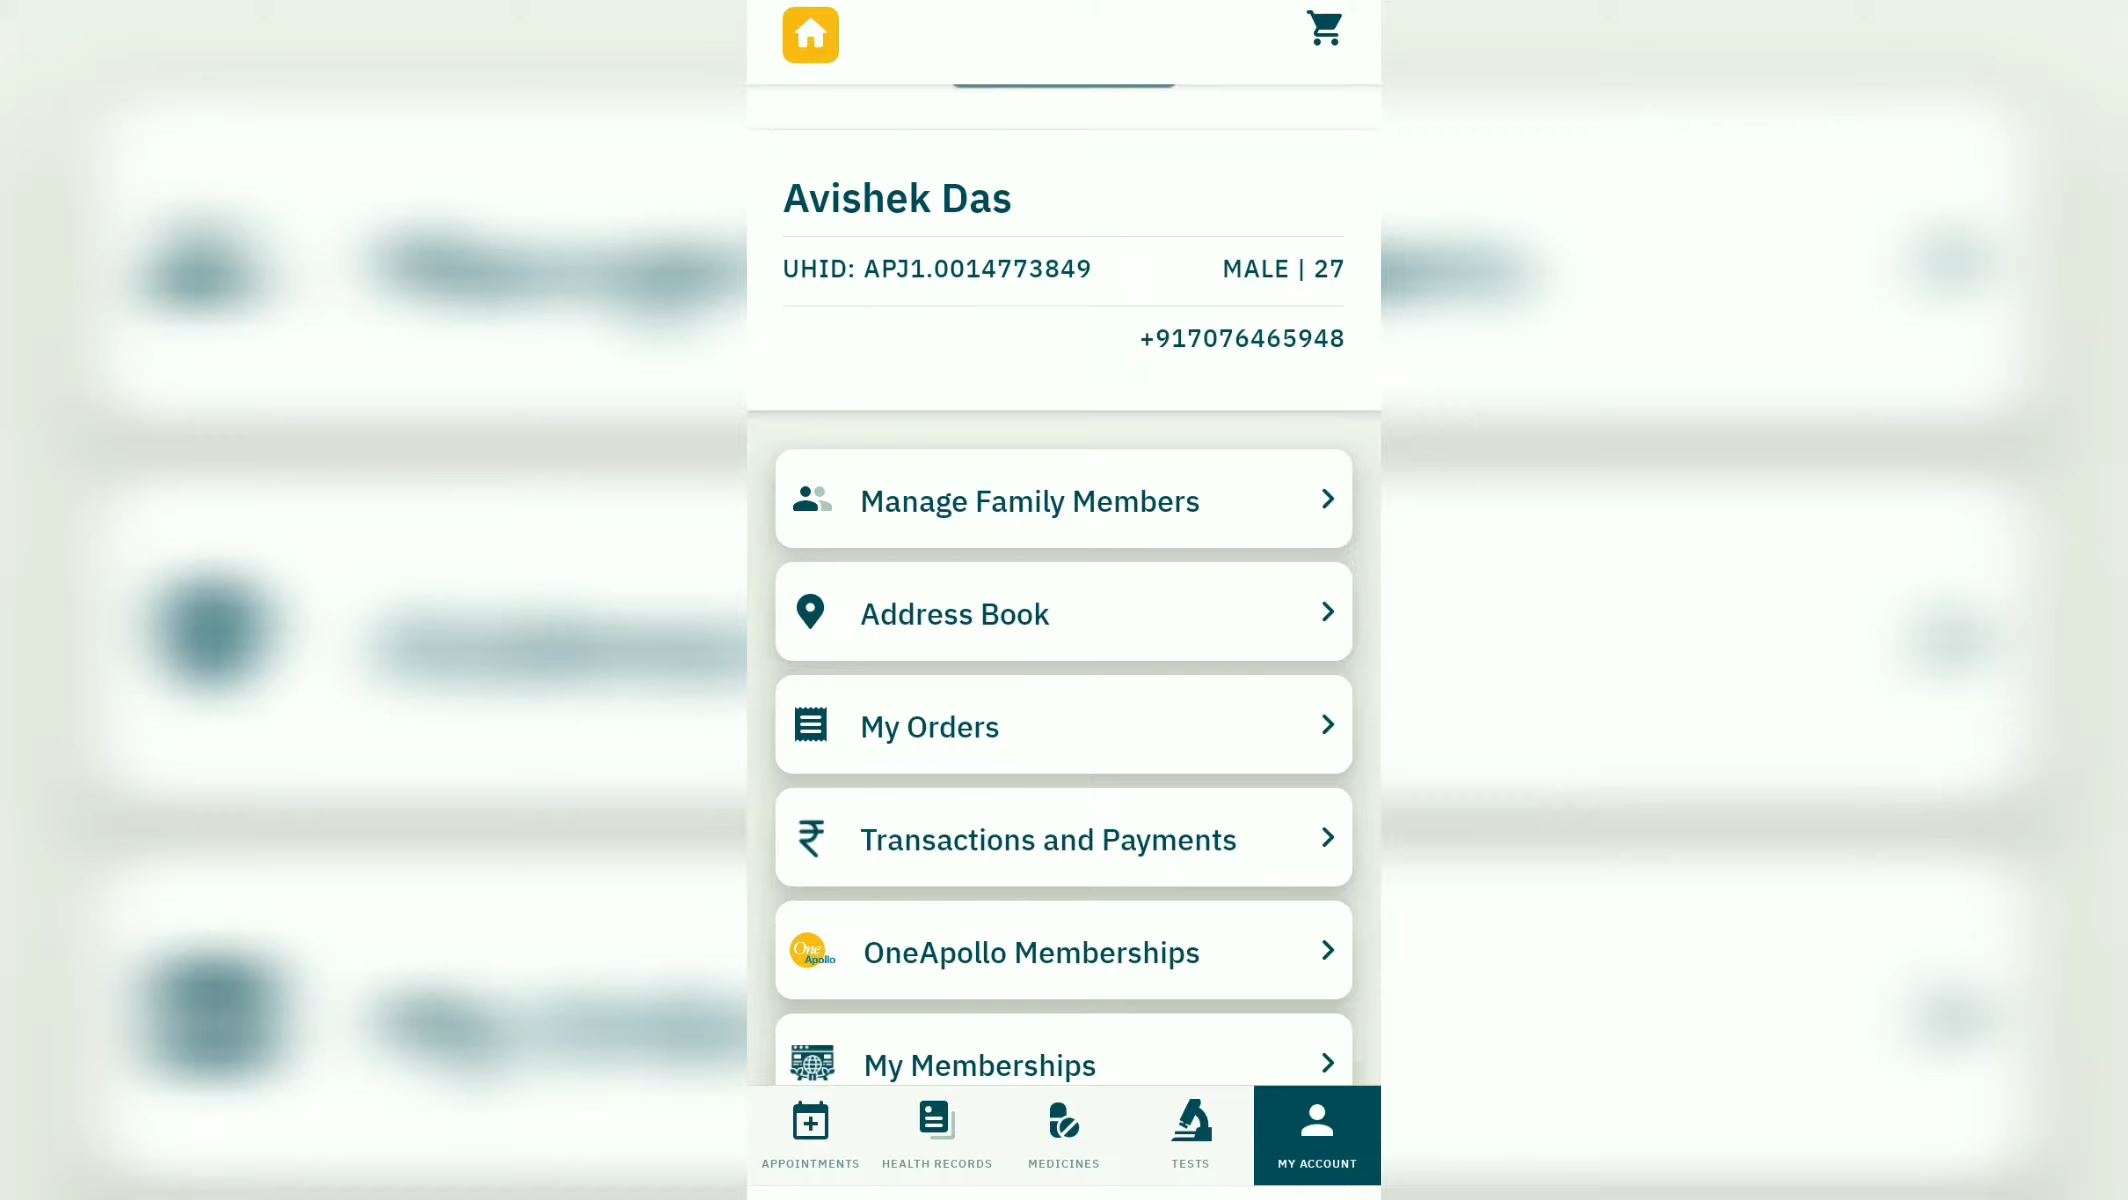 Avishek Das
UHID: APJ1.0014773849 MALE | 27
+917076465948
Manage Family Members
Address Book
My Orders
Transactions and Payments
One Apollo
OneApollo Memberships
My Memberships
APPOINTMENTS HEALTH RECORDS MEDICINES TESTS MY ACCOUNT